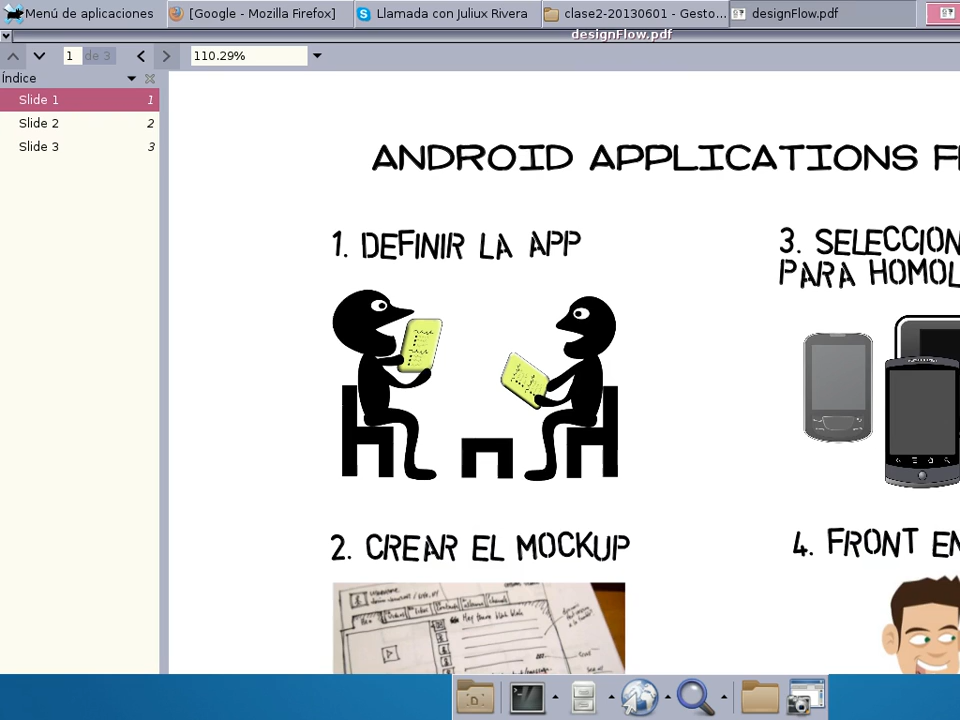 Menú de aplicaciones
[Google - Mozilla Firefox]
Llamada con Juliux Rivera
clase2-20130601 - Gesto...
designFlow.pdf
designFlow.pdf
1 de 3
110.29%
Índice
Slide 1 1
Slide 2 2
Slide 3 3
ANDROID APPLICATIONS
1. DEFINIR LA APP
3. SELECCION
PARA HOMOL
2. CREAR EL MOCKUP
4. FRONT EN